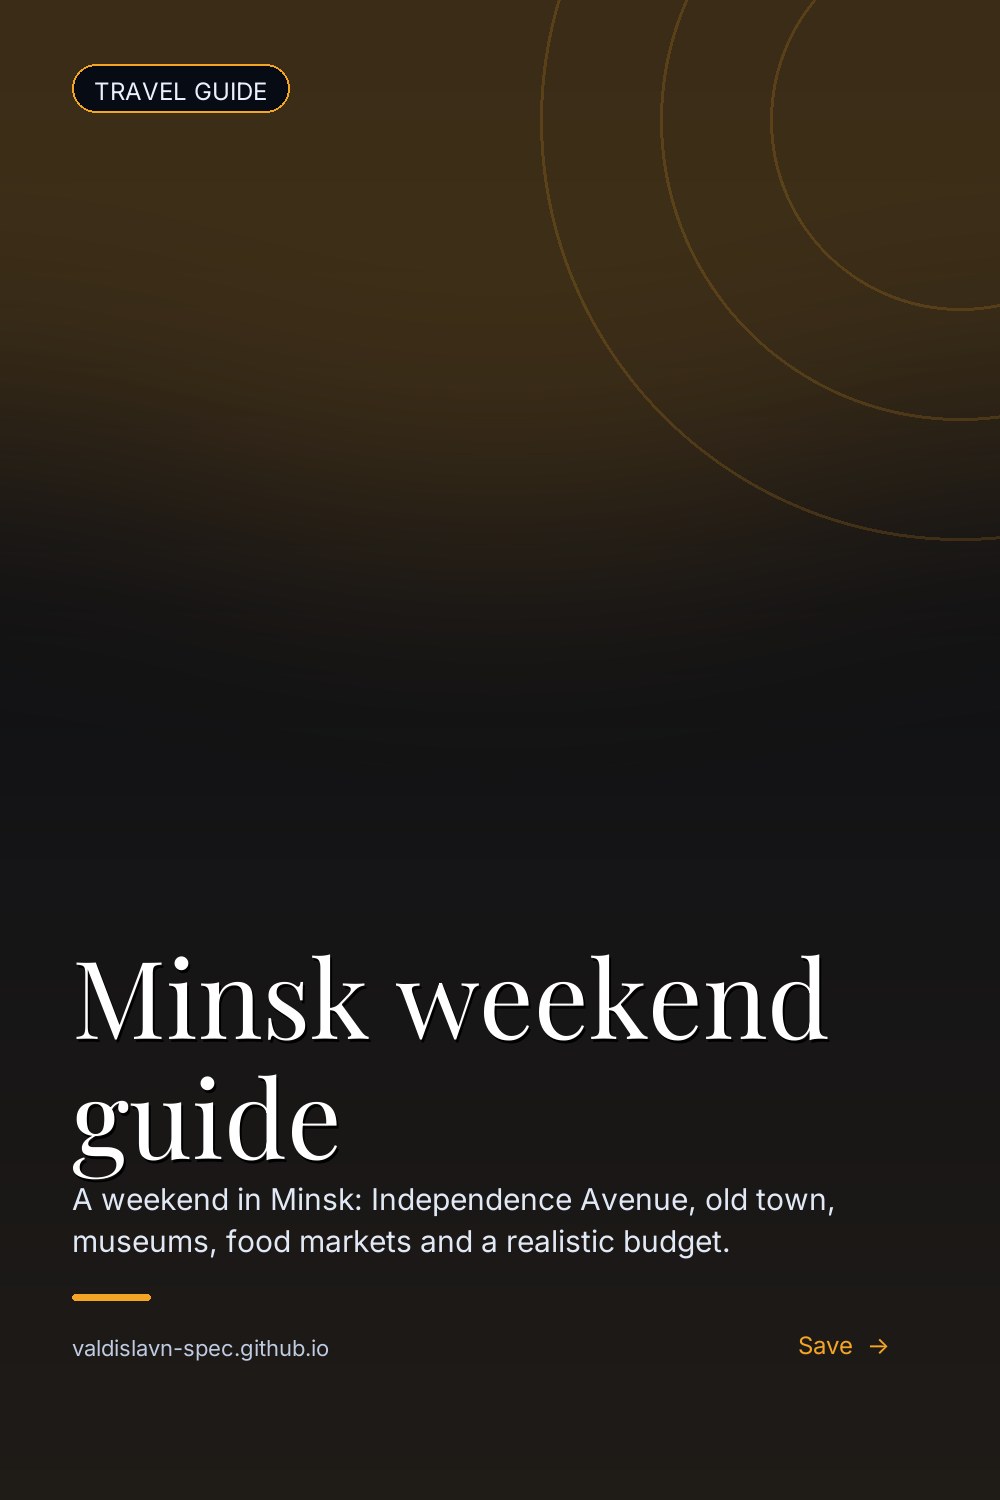 TRAVEL GUIDE
Minsk weekend
guide
A weekend in Minsk: Independence Avenue, old town,
museums, food markets and a realistic budget.
valdislavn-spec.github.io
Save →